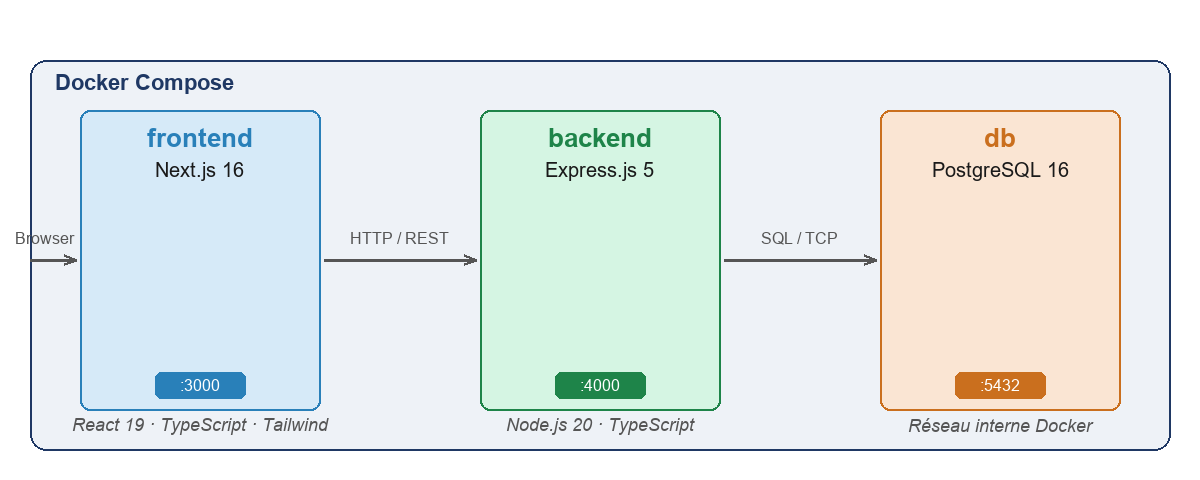 Docker Compose
frontend
Next.js 16
backend
Express.js 5
db
PostgreSQL 16
Browser
HTTP / REST
SQL / TCP
:3000
:4000
:5432
React 19 · TypeScript · Tailwind
Node.js 20 · TypeScript
Réseau interne Docker